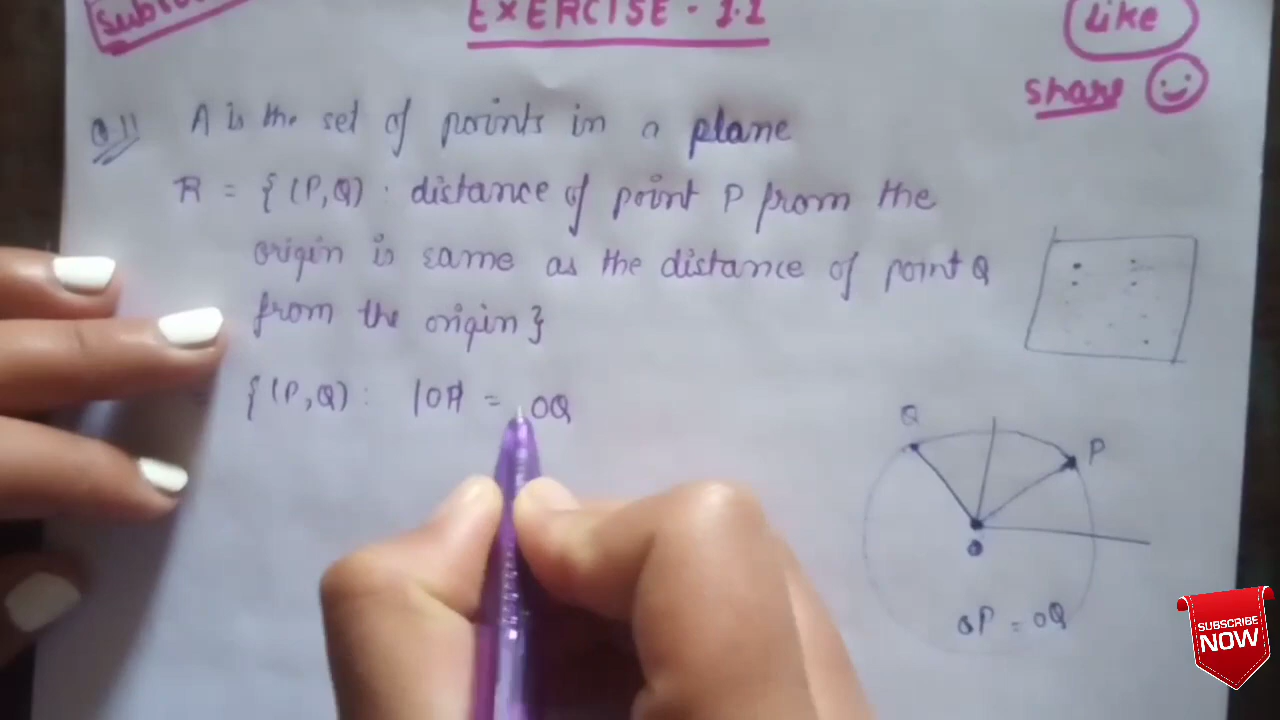 EXERCISE - 1.1
Like
share
Q.11 A is the set of points in a plane
R = {(P,Q) : distance of point P from the
origin is same as the distance of point Q
from the origin}
{(P,Q) : |OP| = OQ
Q
P
O
OP = OQ
SUBSCRIBE
NOW